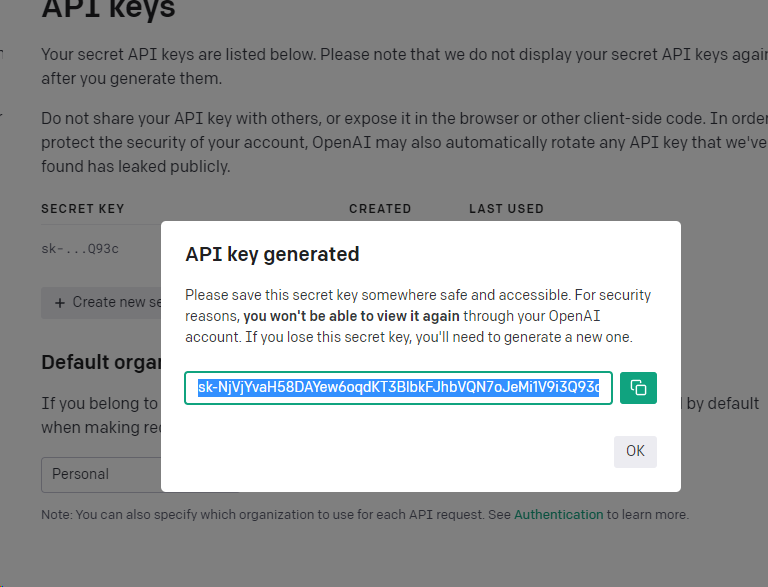 API keys
Your secret API keys are listed below. Please note that we do not display your secret API keys again
after you generate them.
Do not share your API key with others, or expose it in the browser or other client-side code. In order
protect the security of your account, OpenAI may also automatically rotate any API key that we've
found has leaked publicly.
SECRET KEY CREATED LAST USED
sk-...Q93c
+ Create new
API key generated
Please save this secret key somewhere safe and accessible. For security
reasons, you won't be able to view it again through your OpenAI
account. If you lose this secret key, you'll need to generate a new one.
OK
Default
If you belong to by default
when making
Personal
Note: You can also specify which organization to use for each API request. See Authentication to learn more.